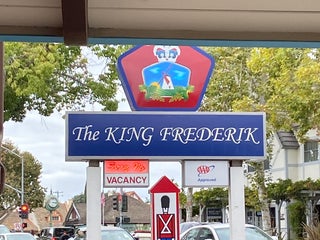 The KING FREDERIK
VACANCY
AAA
Approved